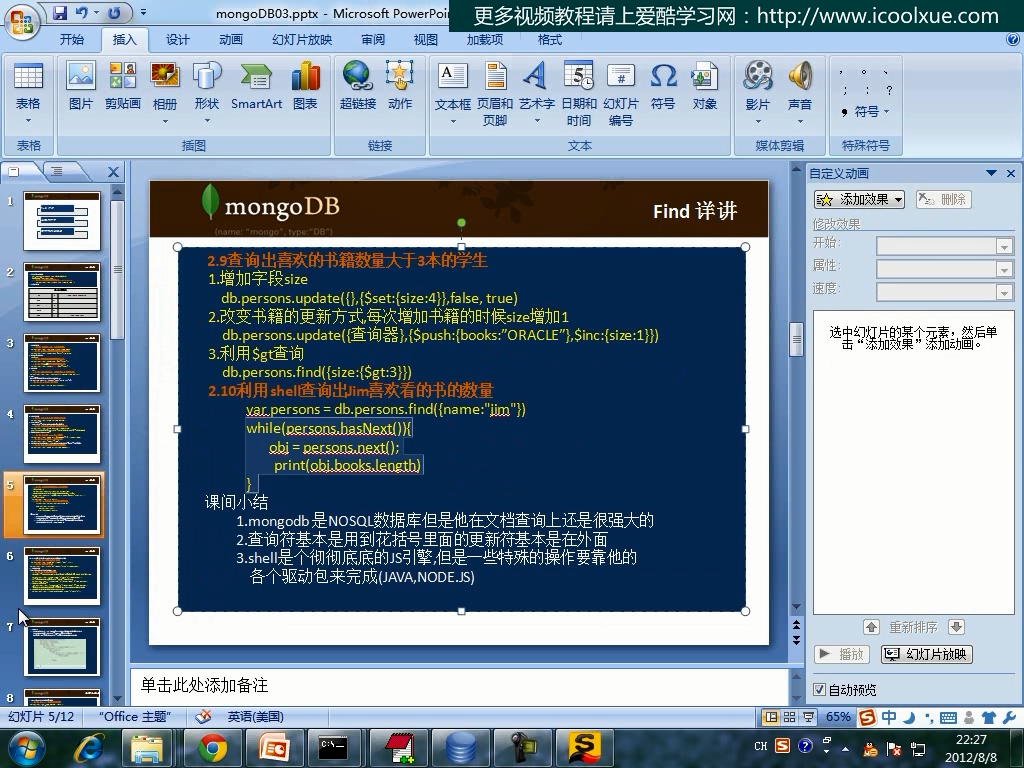 mongoDB03.pptx - Microsoft PowerPoin
更多视频教程请上爱酷学习网：http://www.icoolxue.com
开始 插入 设计 动画 幻灯片放映 审阅 视图 加载项 格式
表格 图片 剪贴画 相册 形状 SmartArt 图表 超链接 动作 文本框 页眉和页脚 艺术字 日期和时间 幻灯片编号 符号 对象 影片 声音 符号
表格 插图 链接 文本 媒体剪辑 特殊符号
mongoDB
{name: "mongo", type:"DB"}
Find 详讲
2.9查询出喜欢的书籍数量大于3本的学生
1.增加字段size
db.persons.update({},{$set:{size:4}},false, true)
2.改变书籍的更新方式,每次增加书籍的时候size增加1
db.persons.update({查询器},{$push:{books:"ORACLE"},$inc:{size:1}})
3.利用$gt查询
db.persons.find({size:{$gt:3}})
2.10利用shell查询出Jim喜欢看的书的数量
var persons = db.persons.find({name:"jim"})
while(persons.hasNext()){
obj = persons.next();
print(obj.books.length)
}
课间小结
1.mongodb是NOSQL数据库但是他在文档查询上还是很强大的
2.查询符基本是用到花括号里面的更新符基本是在外面
3.shell是个彻彻底底的JS引擎,但是一些特殊的操作要靠他的
各个驱动包来完成(JAVA,NODE.JS)
自定义动画
添加效果 删除
修改效果
开始:
属性:
速度:
选中幻灯片的某个元素，然后单
击“添加效果”添加动画。
重新排序
播放 幻灯片放映
自动预览
1
2
3
4
5
6
7
8
单击此处添加备注
幻灯片 5/12 “Office 主题” 英语(美国) 65% 中
CH
22:27
2012/8/8